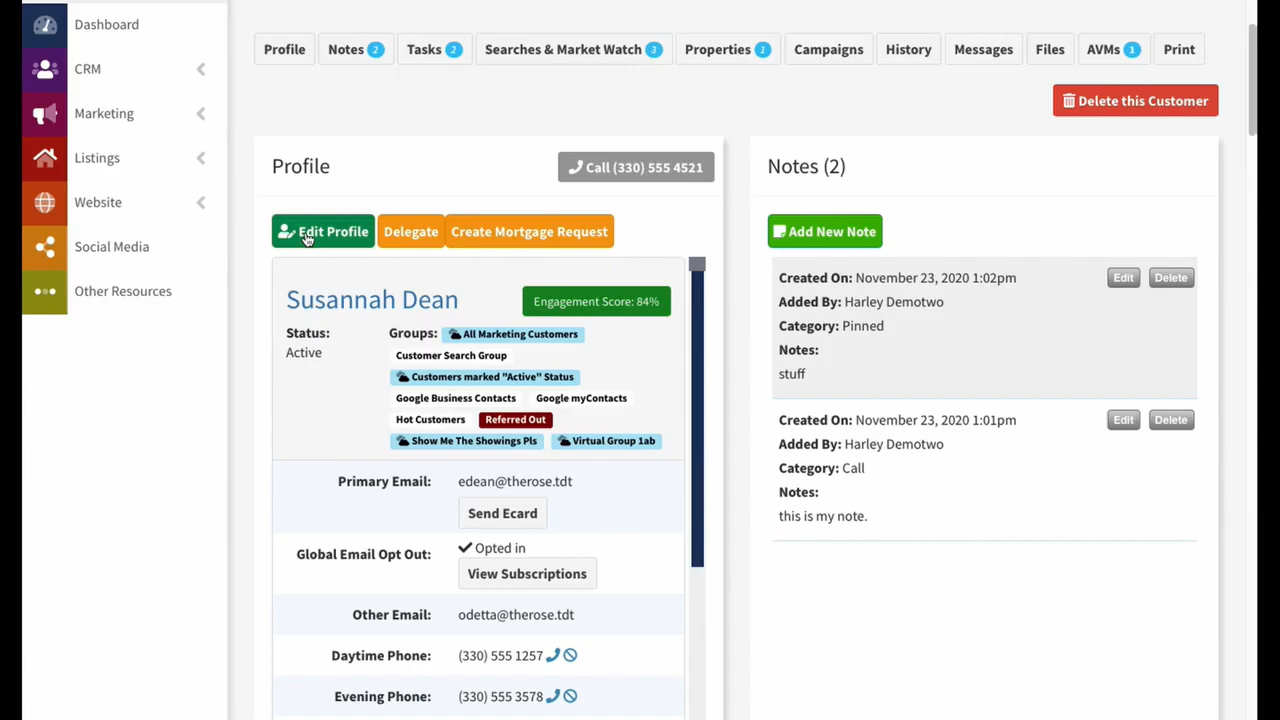 Dashboard
CRM
Marketing
Listings
Website
Social Media
Other Resources
Profile Notes 2 Tasks 2 Searches & Market Watch 3 Properties 1 Campaigns History Messages Files AVMs 1 Print
Delete this Customer
Profile
Call (330) 555 4521
Edit Profile Delegate Create Mortgage Request
Susannah Dean
Engagement Score: 84%
Status:
Active
Groups: All Marketing Customers
Customer Search Group
Customers marked "Active" Status
Google Business Contacts Google myContacts
Hot Customers Referred Out
Show Me The Showings Pls Virtual Group 1ab
Primary Email: edean@therose.tdt
Send Ecard
Global Email Opt Out: Opted in
View Subscriptions
Other Email: odetta@therose.tdt
Daytime Phone: (330) 555 1257
Evening Phone: (330) 555 3578
Notes (2)
Add New Note
Created On: November 23, 2020 1:02pm Edit Delete
Added By: Harley Demotwo
Category: Pinned
Notes:
stuff
Created On: November 23, 2020 1:01pm Edit Delete
Added By: Harley Demotwo
Category: Call
Notes:
this is my note.